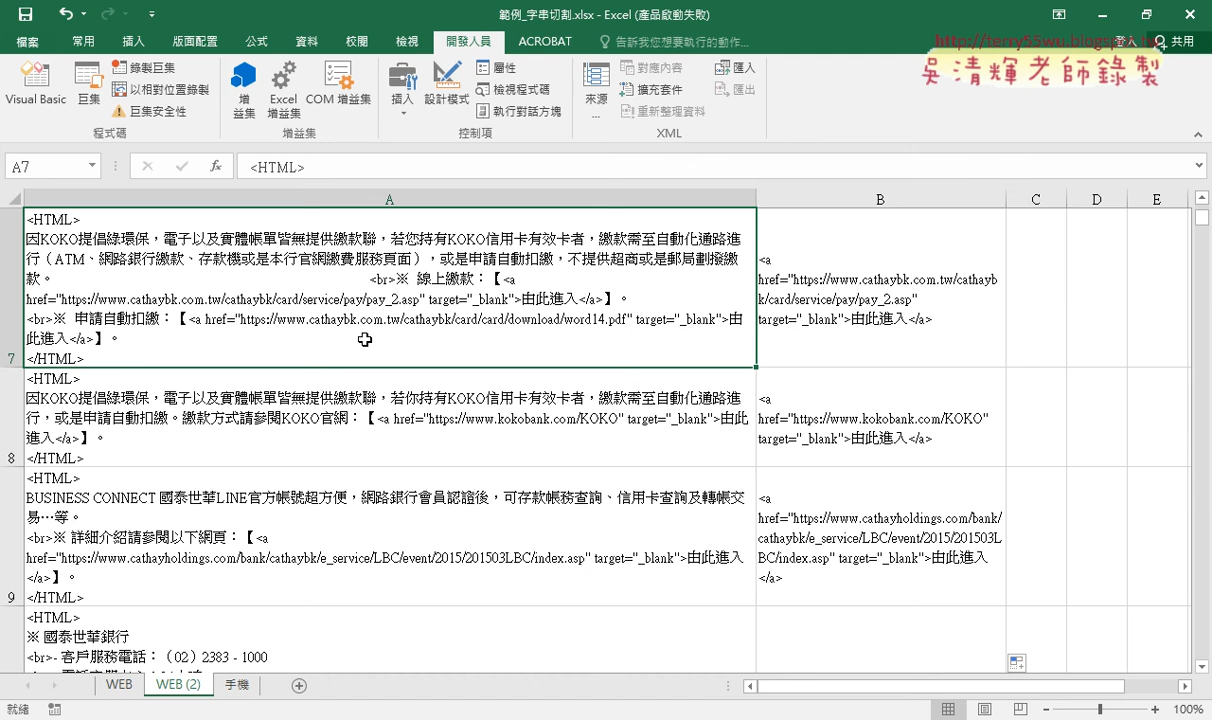 範例_字串切割.xlsx - Excel (產品啟動失敗)
檔案 常用 插入 版面配置 公式 資料 校閱 檢視 開發人員 ACROBAT 告訴我您想要執行的動作... 登入 共用
http://terry55wu.blogspot.tw
吳清輝老師錄製
Visual Basic 巨集 錄製巨集 以相對位置錄製 巨集安全性 程式碼
增益集 Excel 增益集 COM 增益集 增益集
插入 設計模式 屬性 檢視程式碼 執行對話方塊 控制項
來源... 對應內容 擴充套件 重新整理資料 匯入 匯出 XML
A7 fx <HTML>
A B C D E
7
<HTML>
因KOKO提倡綠環保，電子以及實體帳單皆無提供繳款聯，若您持有KOKO信用卡有效卡者，繳款需至自動化通路進
行（ATM、網路銀行繳款、存款機或是本行官網繳費服務頁面），或是申請自動扣繳，不提供超商或是郵局劃撥繳
款。 <br>※ 線上繳款：【<a
href="https://www.cathaybk.com.tw/cathaybk/card/service/pay/pay_2.asp" target="_blank">由此進入</a>】。
<br>※ 申請自動扣繳：【<a href="https://www.cathaybk.com.tw/cathaybk/card/card/download/word14.pdf" target="_blank">由
此進入</a>】。
</HTML>
<a
href="https://www.cathaybk.com.tw/cathayb
k/card/service/pay/pay_2.asp"
target="_blank">由此進入</a>
8
<HTML>
因KOKO提倡綠環保，電子以及實體帳單皆無提供繳款聯，若你持有KOKO信用卡有效卡者，繳款需至自動化通路進
行，或是申請自動扣繳。繳款方式請參閱KOKO官網：【<a href="https://www.kokobank.com/KOKO" target="_blank">由此
進入</a>】。
</HTML>
<a
href="https://www.kokobank.com/KOKO"
target="_blank">由此進入</a>
9
<HTML>
BUSINESS CONNECT 國泰世華LINE官方帳號超方便，網路銀行會員認證後，可存款帳務查詢、信用卡查詢及轉帳交
易…等。
<br>※ 詳細介紹請參閱以下網頁：【<a
href="https://www.cathayholdings.com/bank/cathaybk/e_service/LBC/event/2015/201503LBC/index.asp" target="_blank">由此進入
</a>】。
</HTML>
<a
href="https://www.cathayholdings.com/bank/
cathaybk/e_service/LBC/event/2015/201503L
BC/index.asp" target="_blank">由此進入
</a>
<HTML>
※ 國泰世華銀行
<br>- 客戶服務電話：（02）2383 - 1000
WEB WEB (2) 手機
就緒 100%